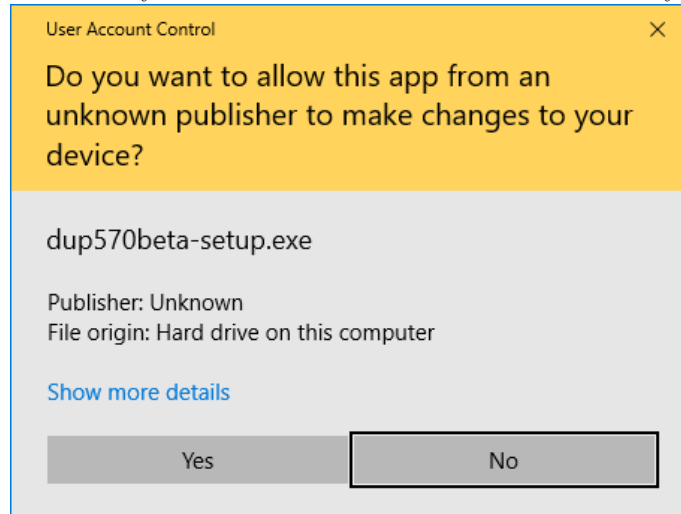 User Account Control
Do you want to allow this app from an
unknown publisher to make changes to your
device?
dup570beta-setup.exe
Publisher: Unknown
File origin: Hard drive on this computer
Show more details
Yes
No